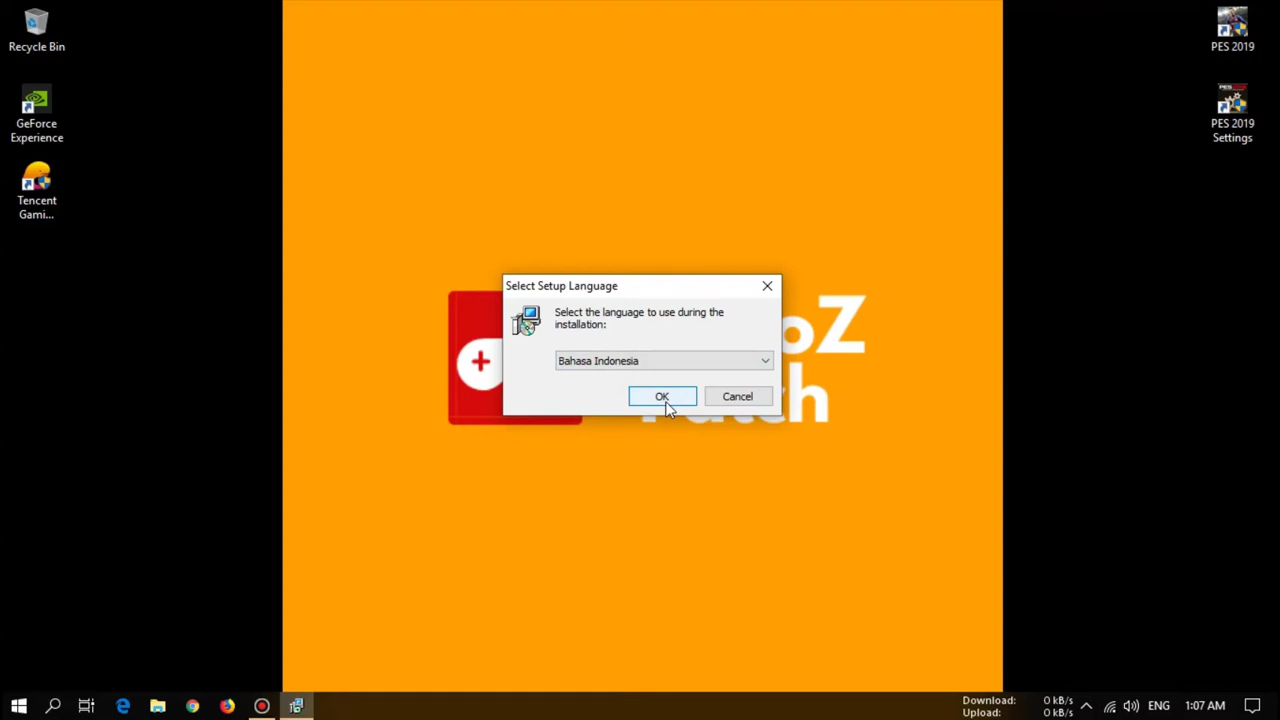 Recycle Bin
GeForce
Experience
Tencent
Gami...
PES 2019
PES 2019
Settings
Select Setup Language
Select the language to use during the
installation:
Bahasa Indonesia
OK
Cancel
oZ
Download: 0 kB/s
Upload: 0 kB/s
ENG
1:07 AM